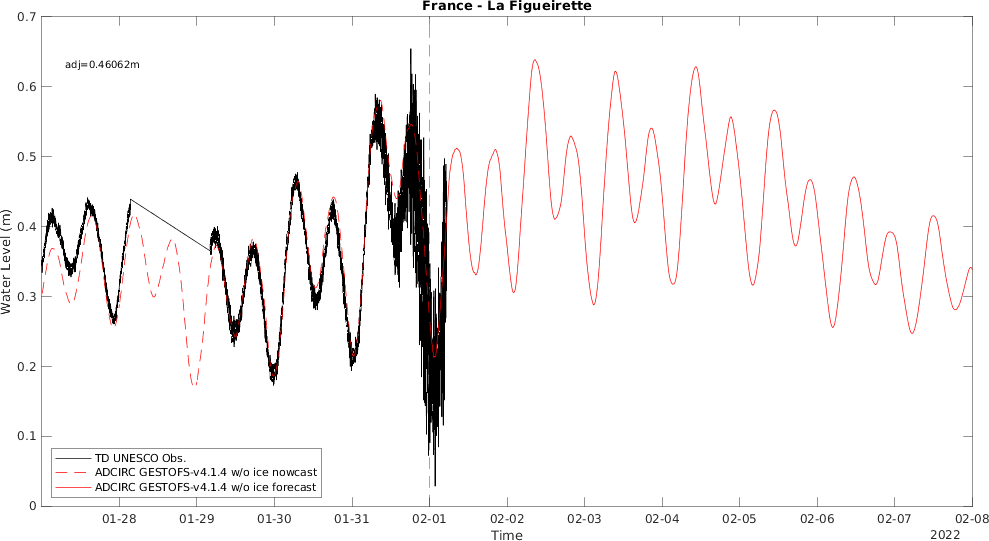 France - La Figueirette
0.7
adj=0.46062m
0.6
0.5
0.4
Water Level (m)
0.3
0.2
0.1
TD UNESCO Obs.
ADCIRC GESTOFS-v4.1.4 w/o ice nowcast
ADCIRC GESTOFS-v4.1.4 w/o ice forecast
0
01-28 01-29 01-30 01-31 02-01 02-02 02-03 02-04 02-05 02-06 02-07 02-08
Time
2022